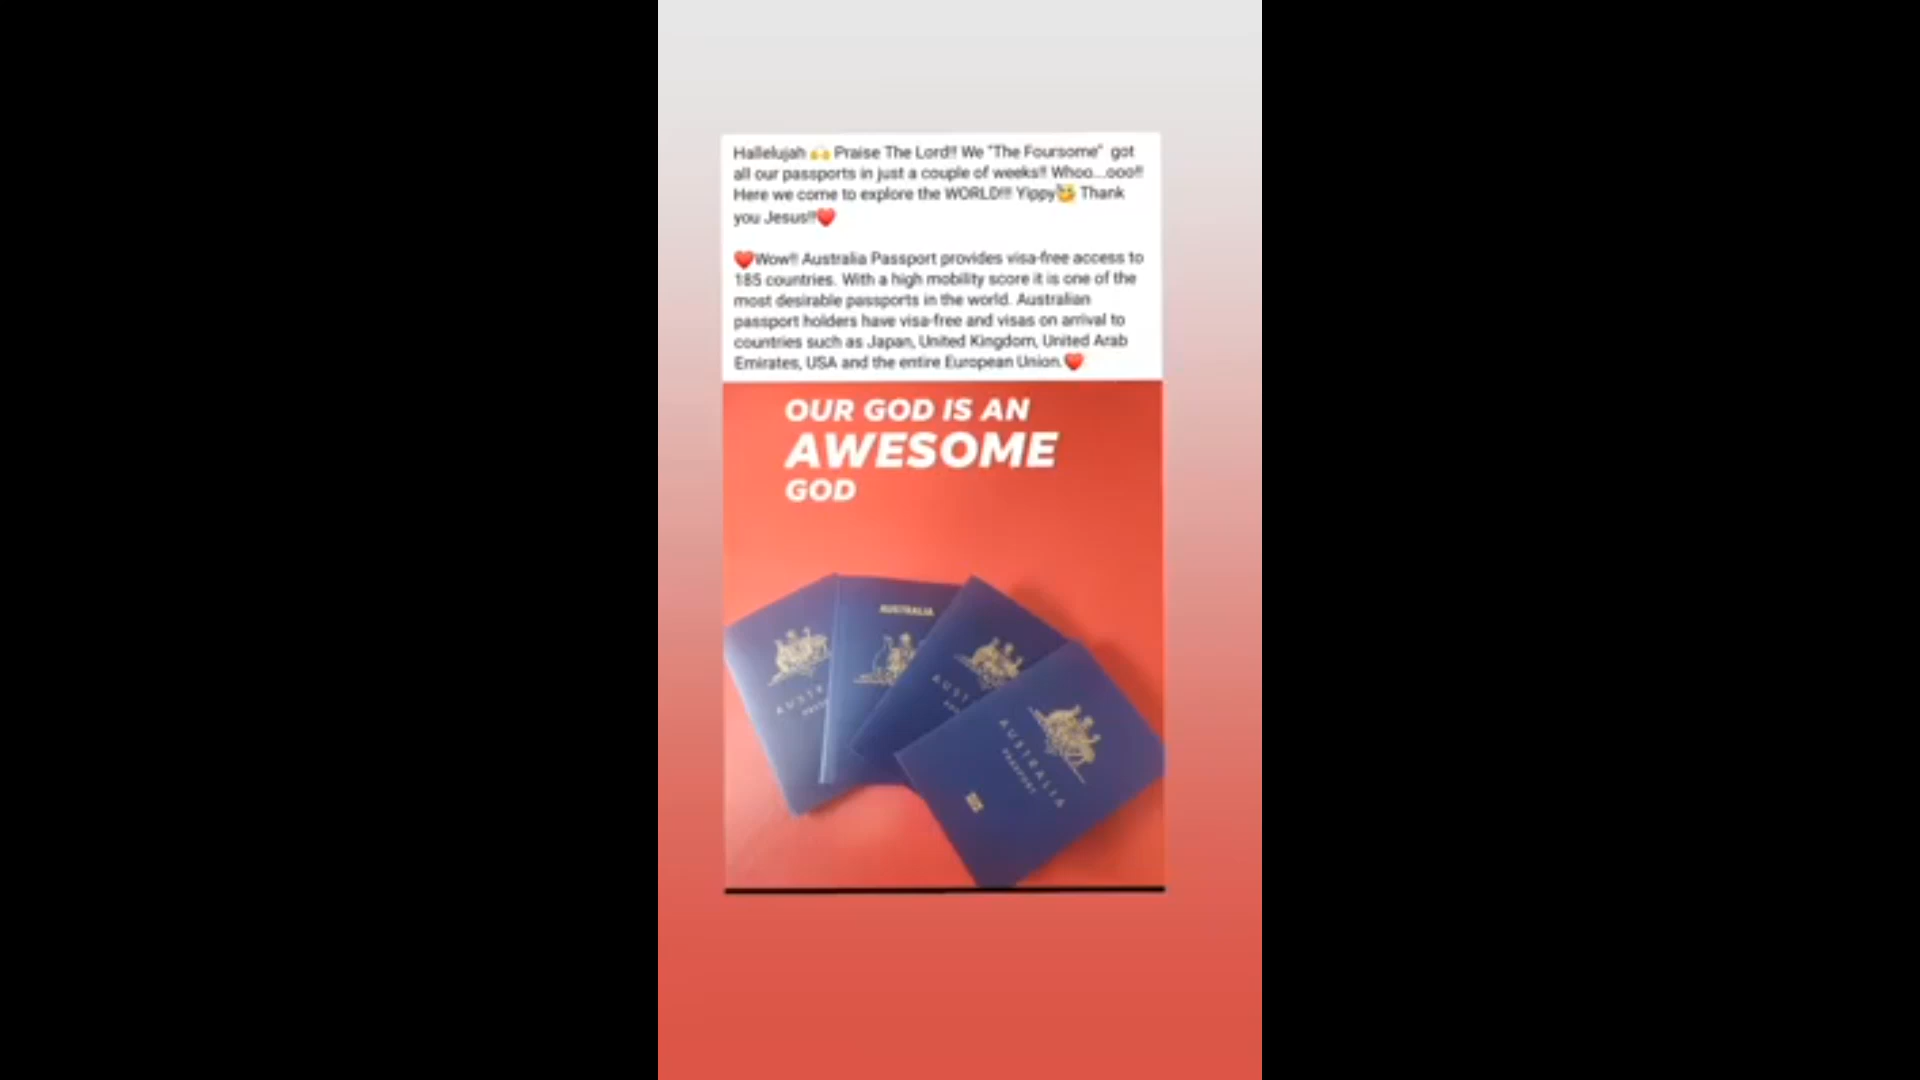 Hallelujah 🙌 Praise The Lord!! We "The Foursome" got
all our passports in just a couple of weeks!! Whoo...ooo!!
Here we come to explore the WORLD!!! Yippy🤣 Thank
you Jesus!!♥️
♥️Wow!! Australia Passport provides visa-free access to
185 countries. With a high mobility score it is one of the
most desirable passports in the world. Australian
passport holders have visa-free and visas on arrival to
countries such as Japan, United Kingdom, United Arab
Emirates, USA and the entire European Union.♥️
OUR GOD IS AN
AWESOME
GOD
AUSTRALIA
AUSTRALIA
PASSPORT